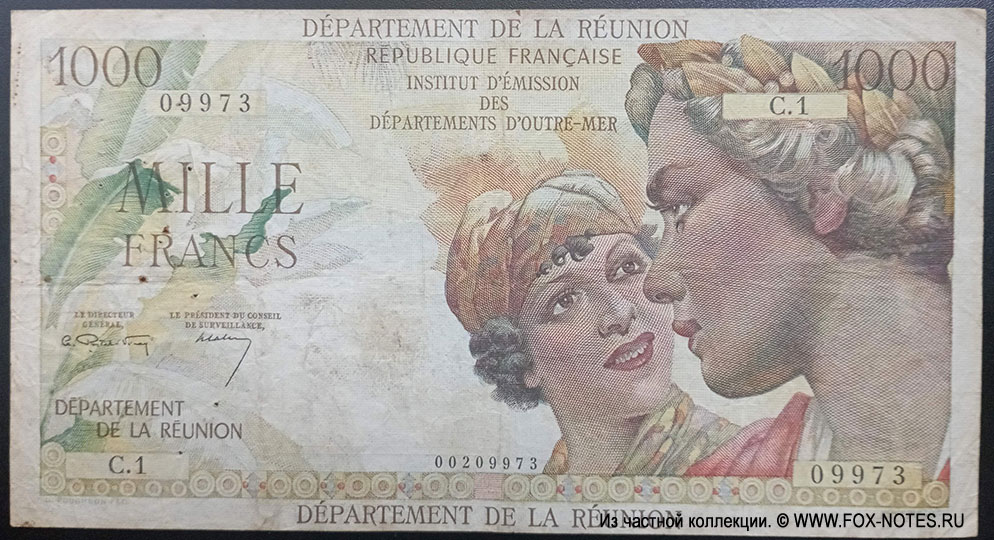 DÉPARTEMENT DE LA RÉUNION
RÉPUBLIQUE FRANÇAISE
INSTITUT D'ÉMISSION
DES
DÉPARTEMENTS D'OUTRE-MER
1000
09973
1000
C.1
MILLE
FRANCS
LE DIRECTEUR
GÉNÉRAL,
LE PRÉSIDENT DU CONSEIL
DE SURVEILLANCE,
DÉPARTEMENT
DE LA RÉUNION
C.1
00209973
09973
DÉPARTEMENT DE LA RÉUNION
Из частной коллекции. © WWW.FOX-NOTES.RU